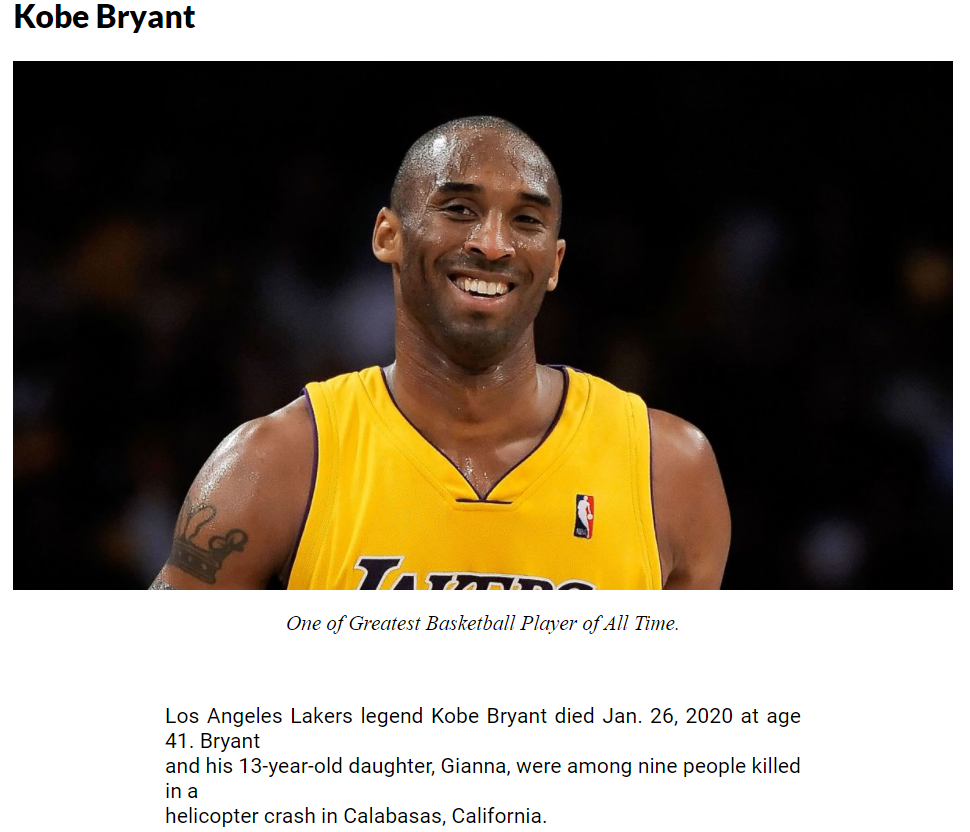 Kobe Bryant
LAKERS
One of Greatest Basketball Player of All Time.
Los Angeles Lakers legend Kobe Bryant died Jan. 26, 2020 at age
41. Bryant
and his 13-year-old daughter, Gianna, were among nine people killed
in a
helicopter crash in Calabasas, California.